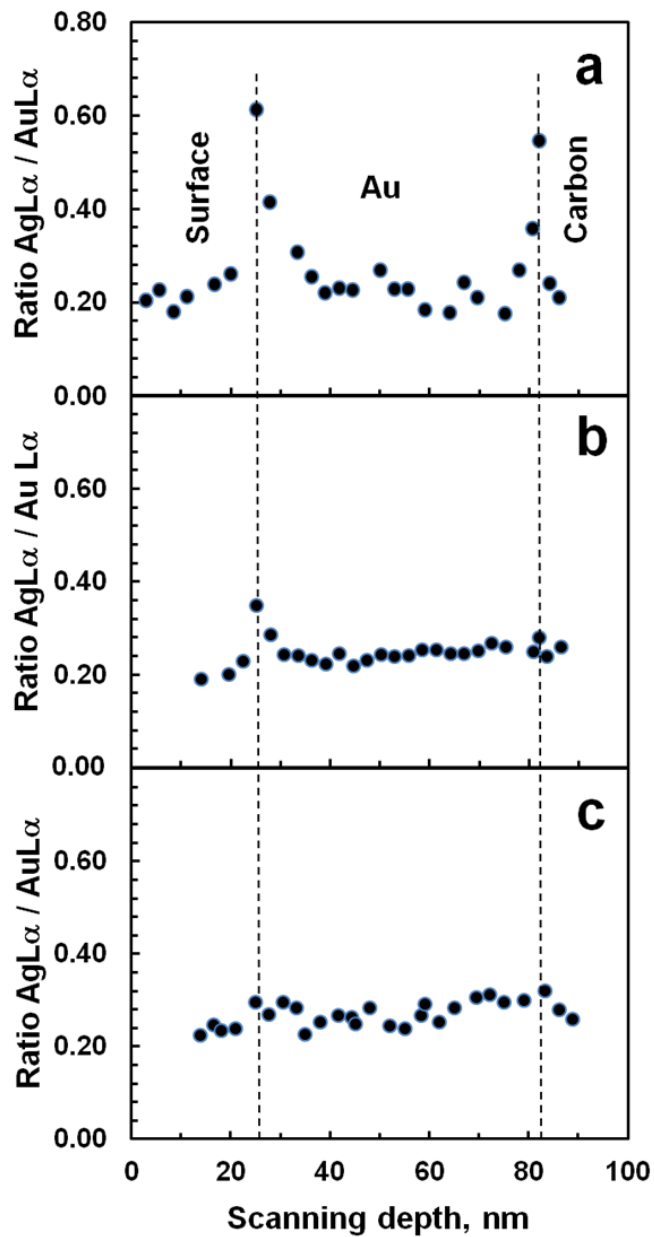 0.80
a
0.60
Surface
Au
Carbon
0.40
0.20
0.00
Ratio AgLα / AuLα
b
0.60
0.40
0.20
0.00
Ratio AgLα / Au Lα
c
0.60
0.40
0.20
0.00
Ratio AgLα / AuLα
0 20 40 60 80 100
Scanning depth, nm